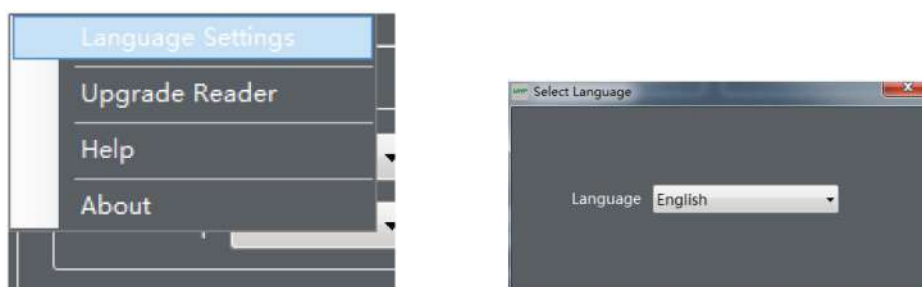 Language Settings
Upgrade Reader
Help
About
Select Language
Language English